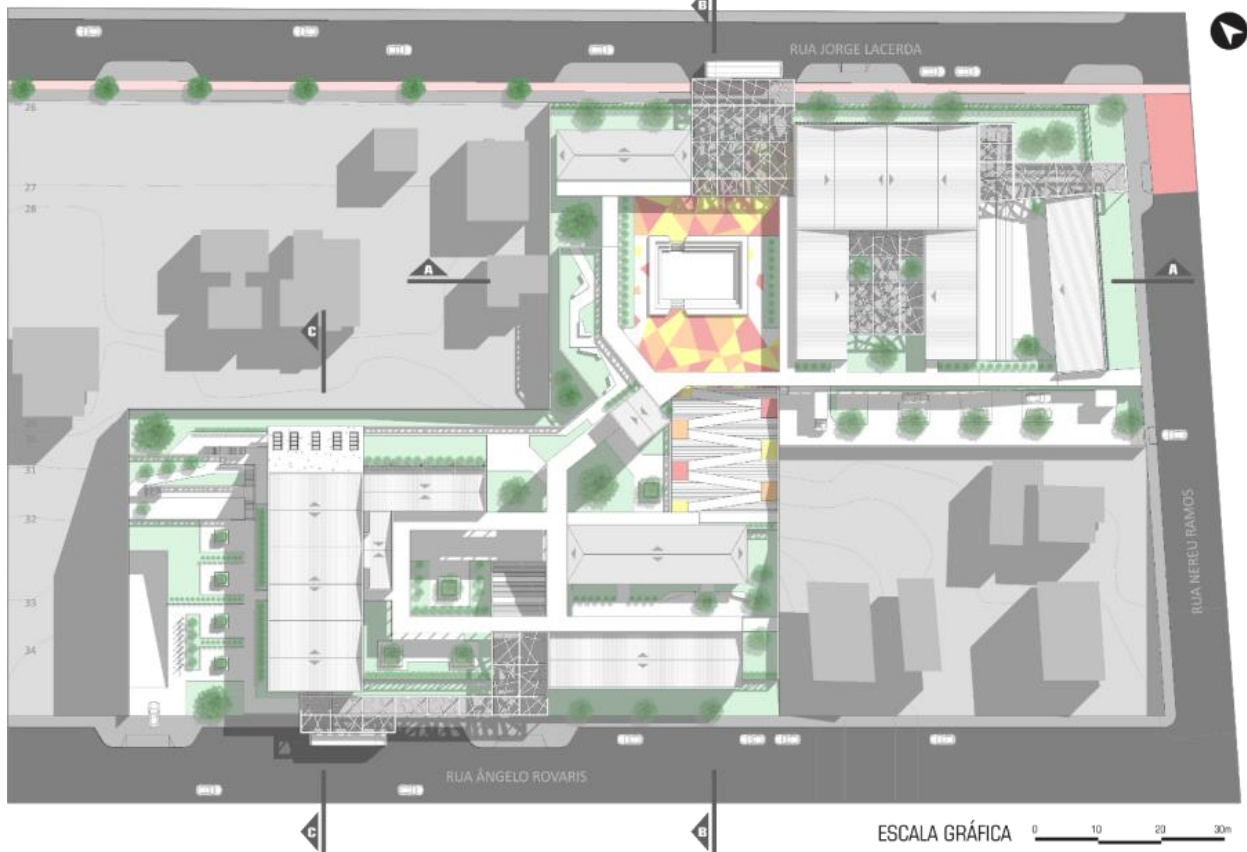 B
RUA JORGE LACERDA
26
27
28
A
A
C
31
32
33
34
RUA NEREU RAMOS
RUA ÂNGELO ROVARIS
C
B
ESCALA GRÁFICA
0 10 20 30m